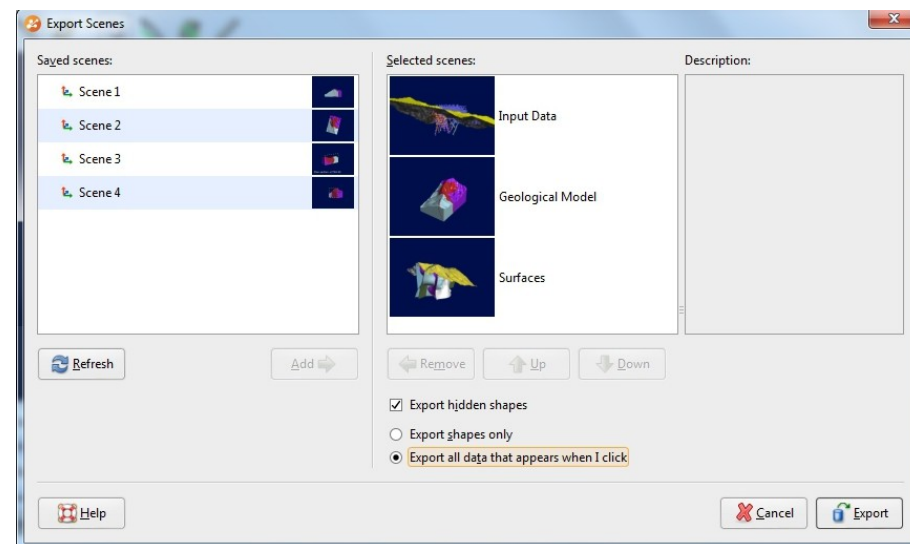 Export Scenes
Saved scenes:
Scene 1
Scene 2
Scene 3
Scene 4
Refresh
Add
Selected scenes:
Input Data
Geological Model
Surfaces
Remove
Up
Down
Export hidden shapes
Export shapes only
Export all data that appears when I click
Description:
Help
Cancel
Export